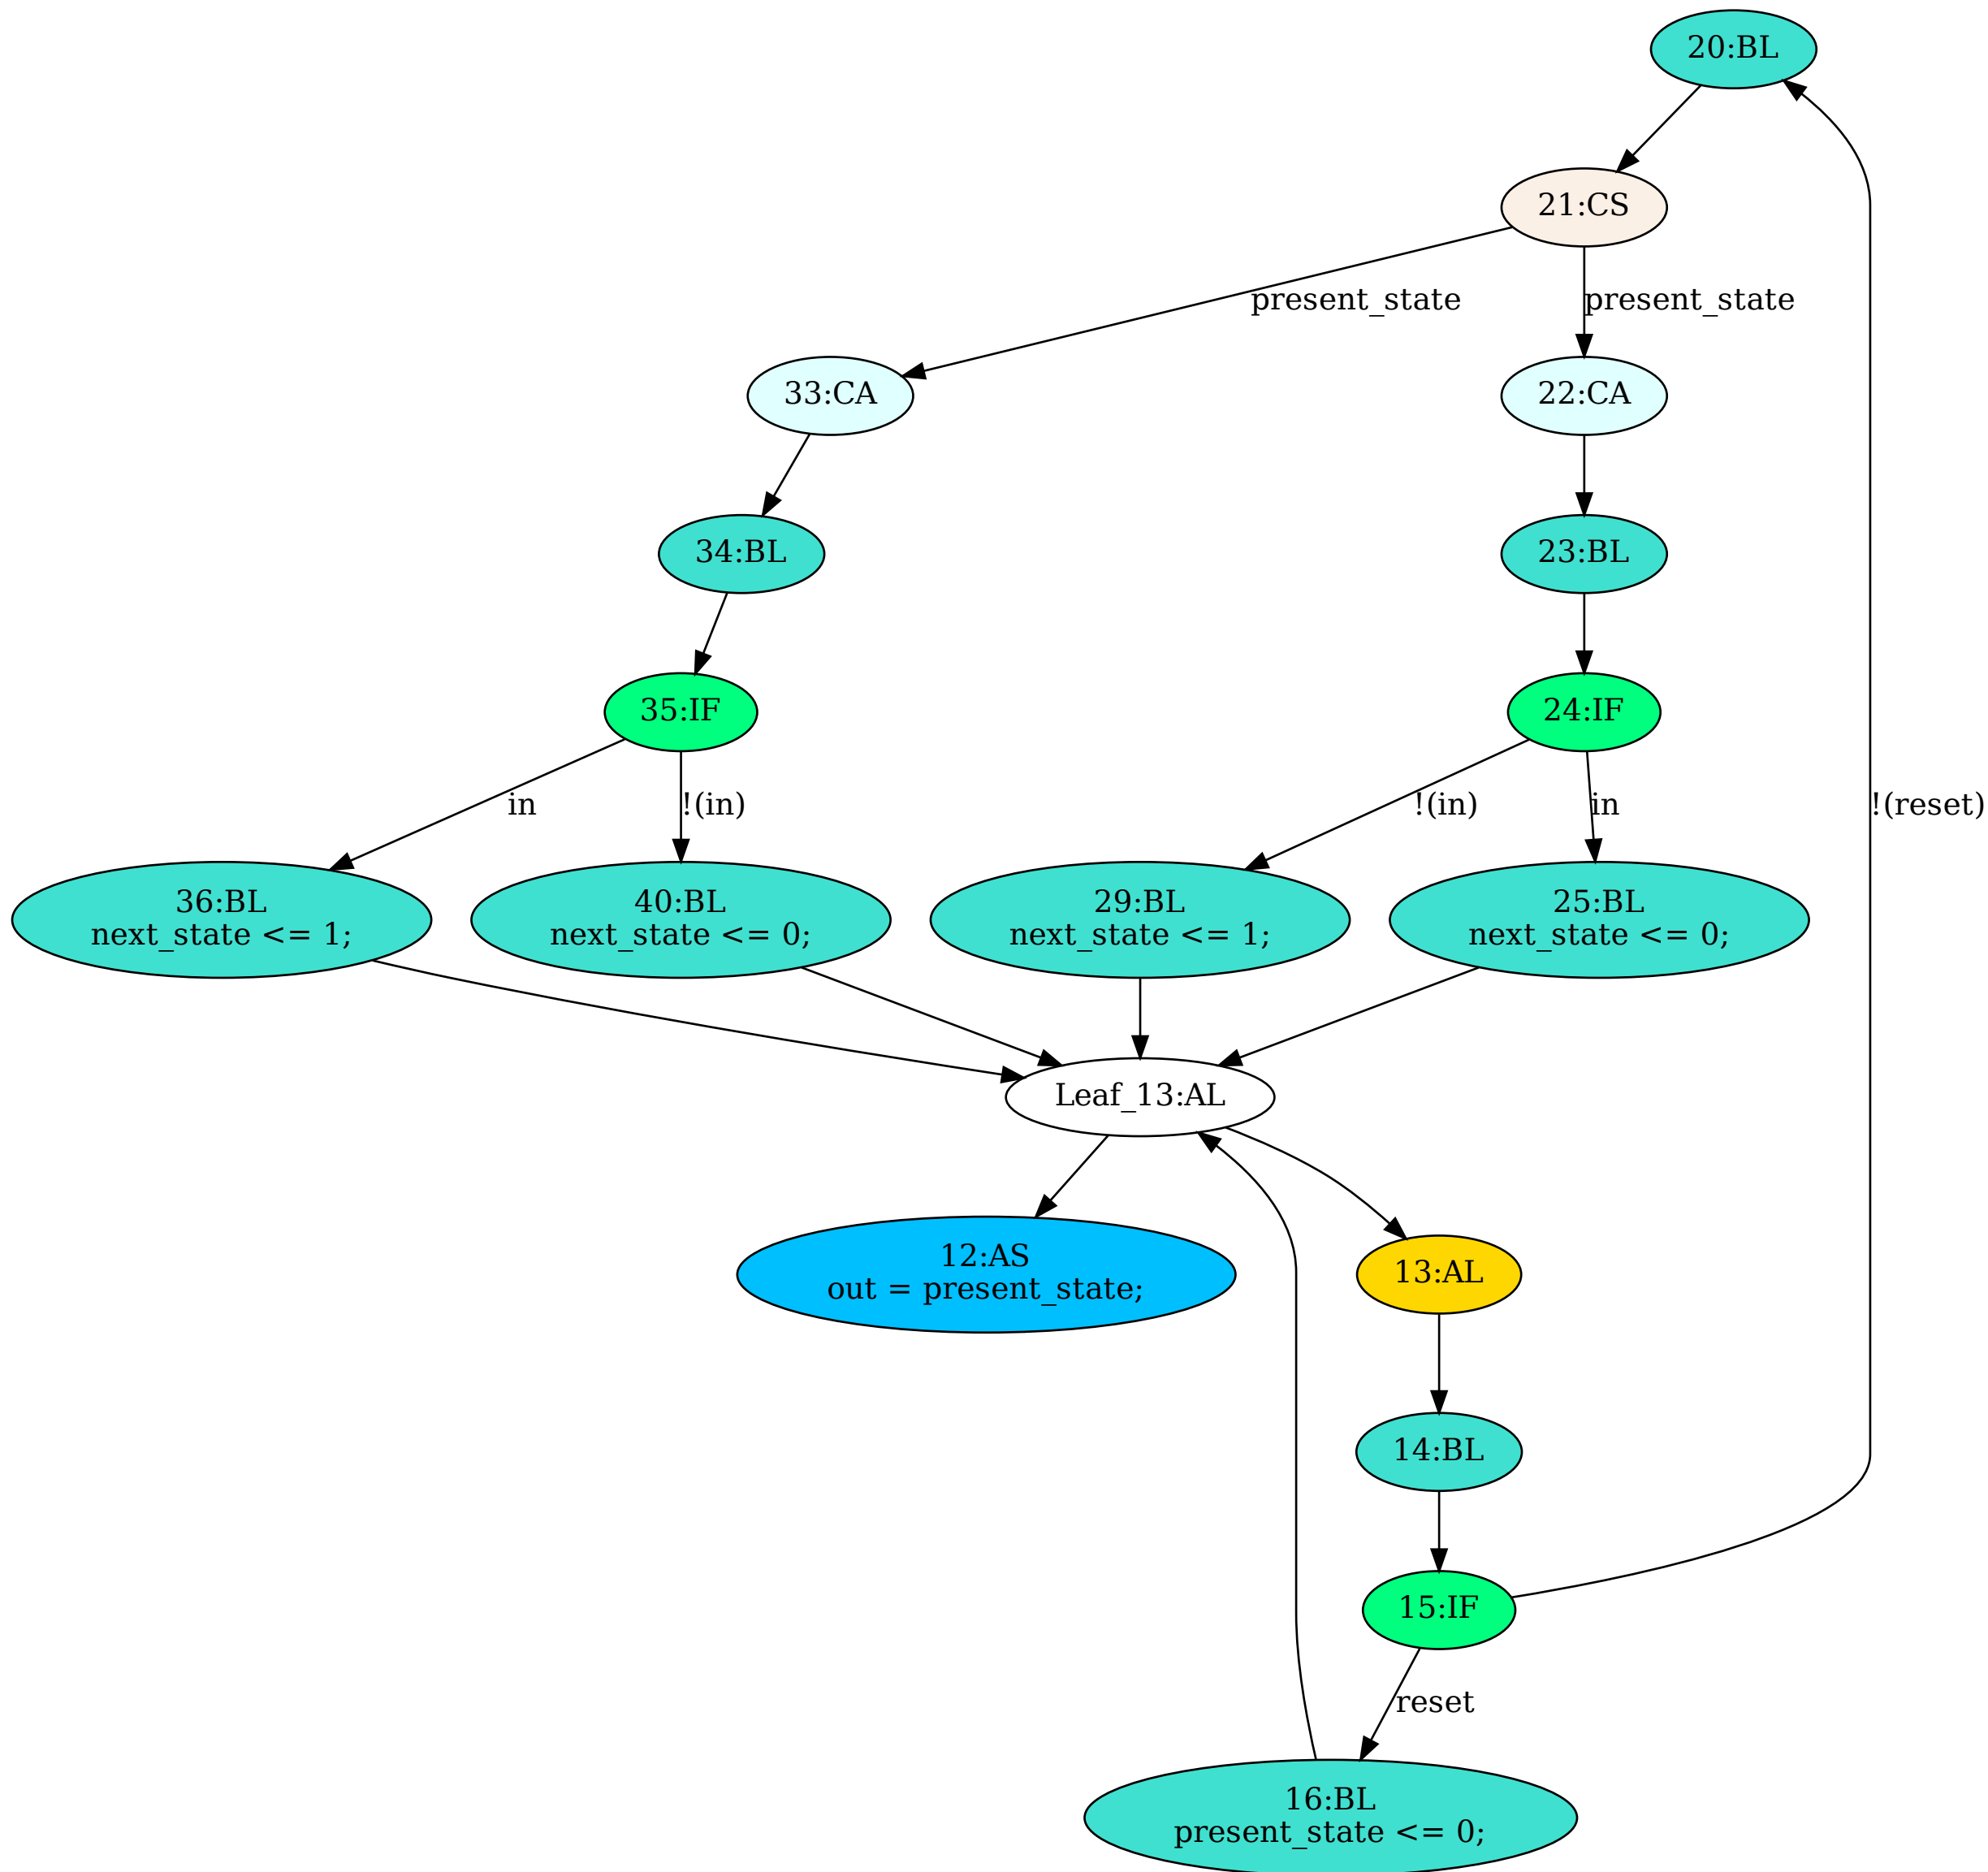 20:BL
21:CS
present_state
present_state
33:CA
22:CA
34:BL
23:BL
35:IF
24:IF
in
!(in)
!(in)
in
!(reset)
36:BL
next_state <= 1;
40:BL
next_state <= 0;
29:BL
next_state <= 1;
25:BL
next_state <= 0;
Leaf_13:AL
12:AS
out = present_state;
13:AL
14:BL
15:IF
reset
16:BL
present_state <= 0;